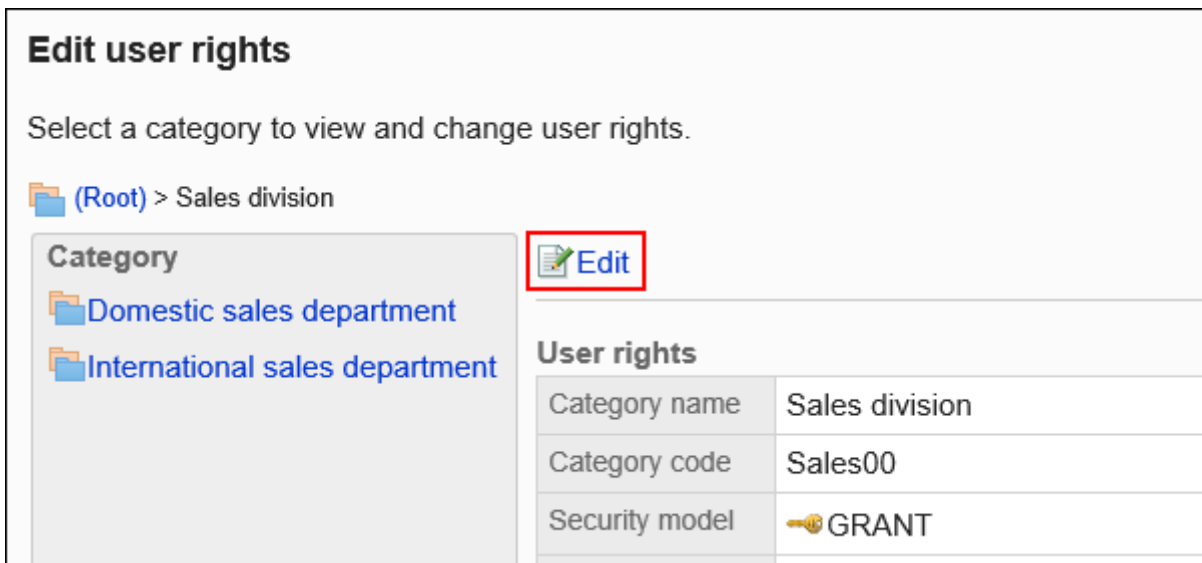 Edit user rights
Select a category to view and change user rights.
(Root) > Sales division
Category
Domestic sales department
International sales department
Edit
User rights
Category name Sales division
Category code Sales00
Security model GRANT